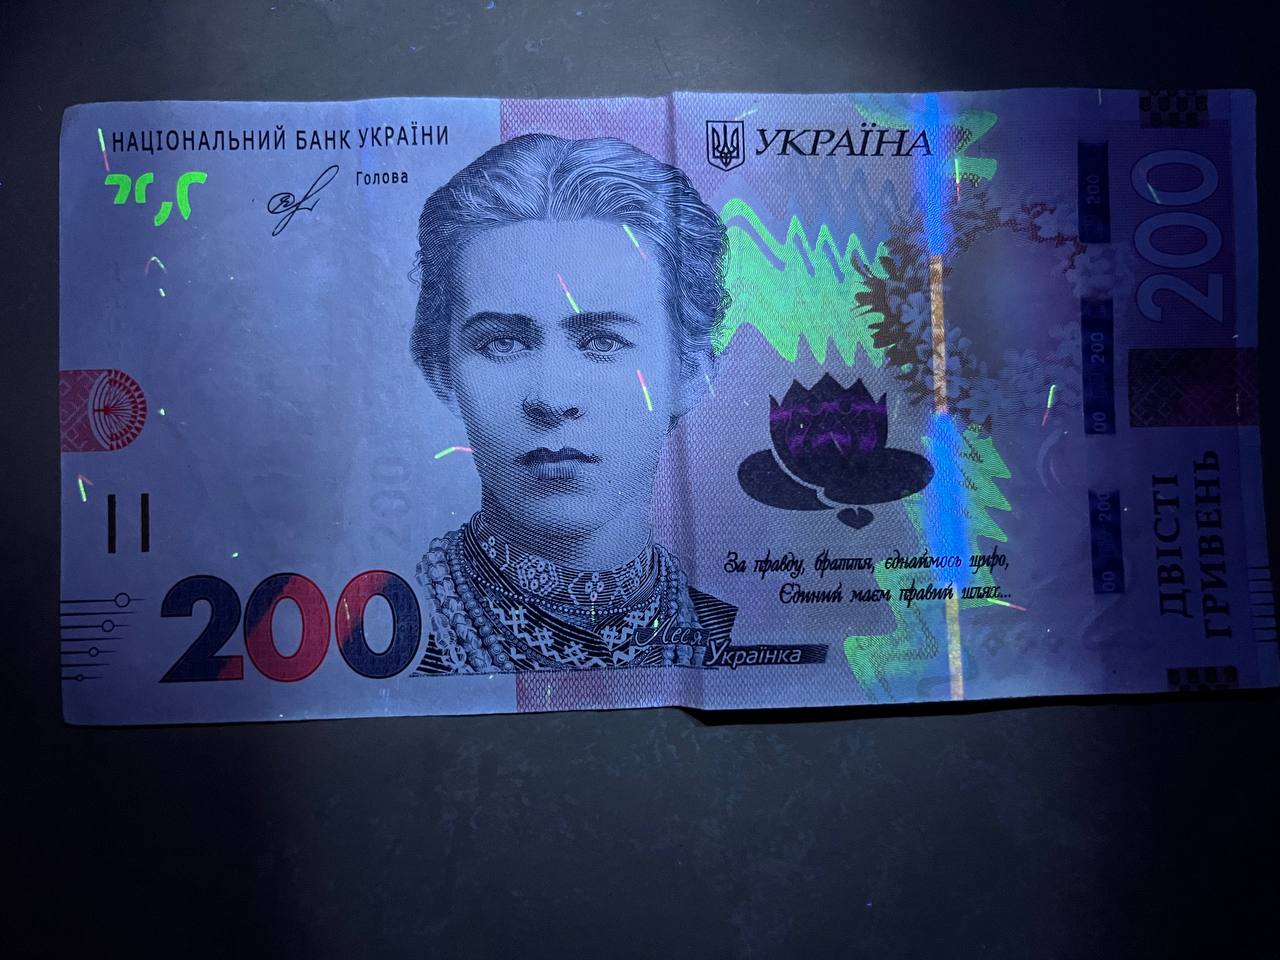 НАЦІОНАЛЬНИЙ БАНК УКРАЇНИ
Голова
УКРАЇНА
200
200
200
200
200
ДВІСТІ
ГРИВЕНЬ
За правду, браття, єднаймось щиро,
Єдиний маєм правий шлях...
200
Леся
Українка